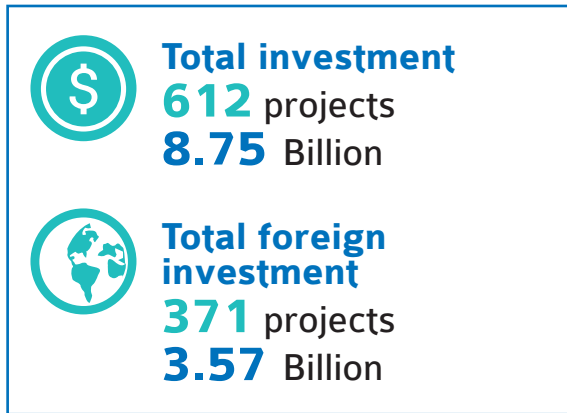 $
Total investment
612 projects
8.75 Billion
Total foreign
investment
371 projects
3.57 Billion